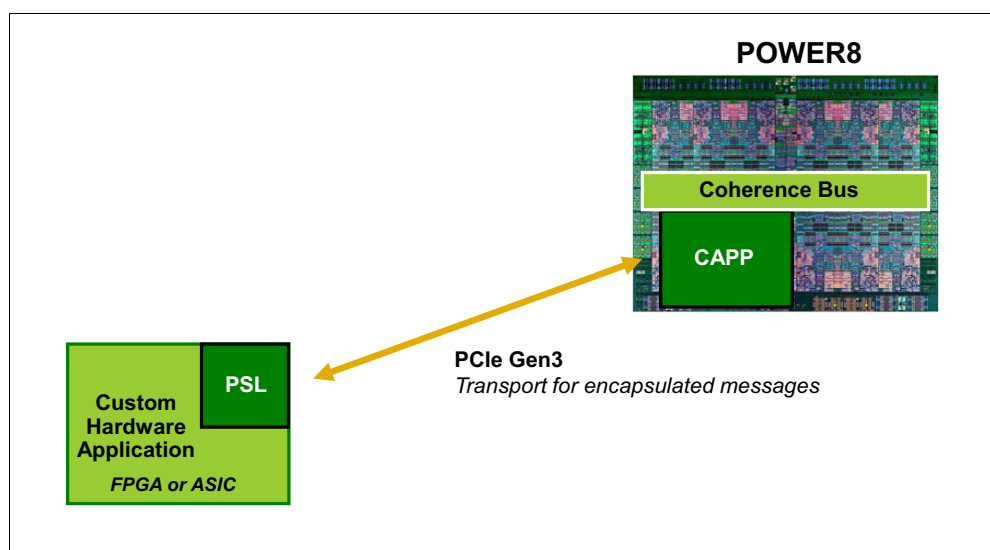 POWER8
Coherence Bus
CAPP
PCIe Gen3
Transport for encapsulated messages
PSL
Custom
Hardware
Application
FPGA or ASIC